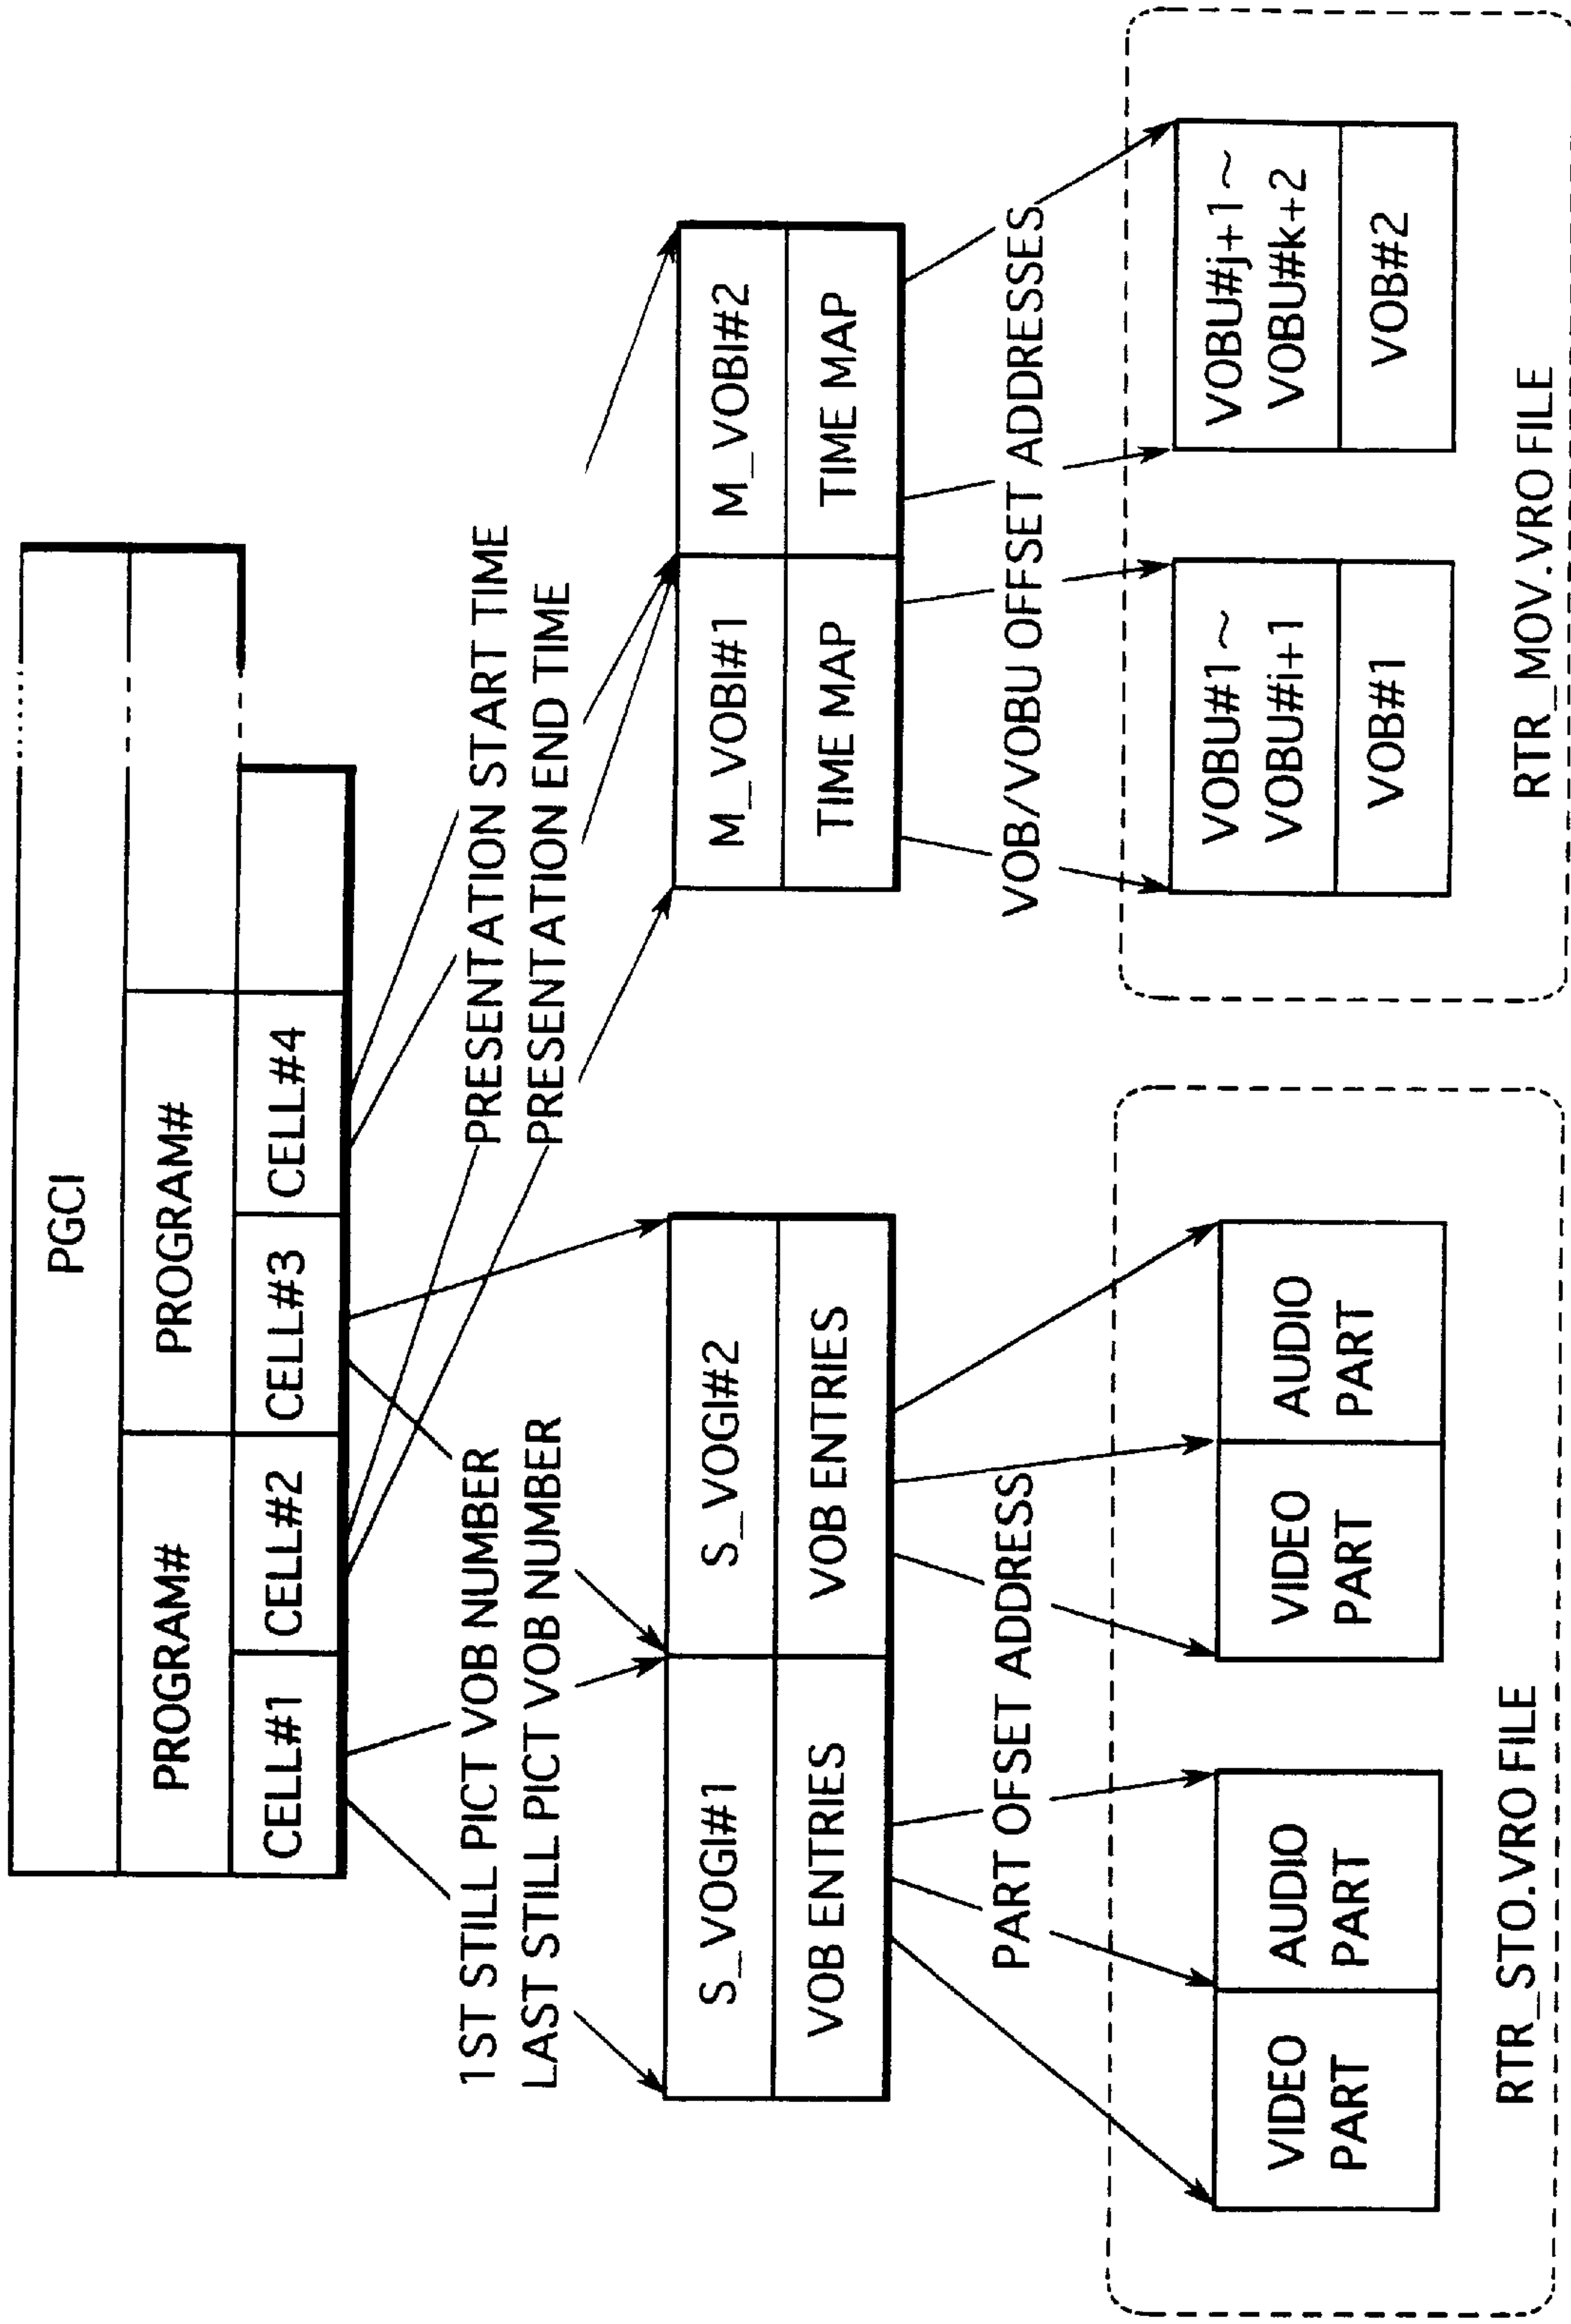 PGCI
PROGRAM#
PROGRAM#
CELL#1
CELL#2
CELL#3
CELL#4
1ST STILL PICT VOB NUMBER
LAST STILL PICT VOB NUMBER
PRESENTATION START TIME
PRESENTATION END TIME
S_VOGI#1
S_VOGI#2
VOB ENTRIES
VOB ENTRIES
M_VOBI#1
M_VOBI#2
TIME MAP
TIME MAP
PART OFSET ADDRESS
VOB/VOBU OFFSET ADDRESSES
VIDEO
PART
AUDIO
PART
VIDEO
PART
AUDIO
PART
VOBU#1~
VOBU#i+1
VOB#1
VOBU#j+1~
VOBU#k+2
VOB#2
RTR_STO.VRO FILE
RTR_MOV.VRO FILE